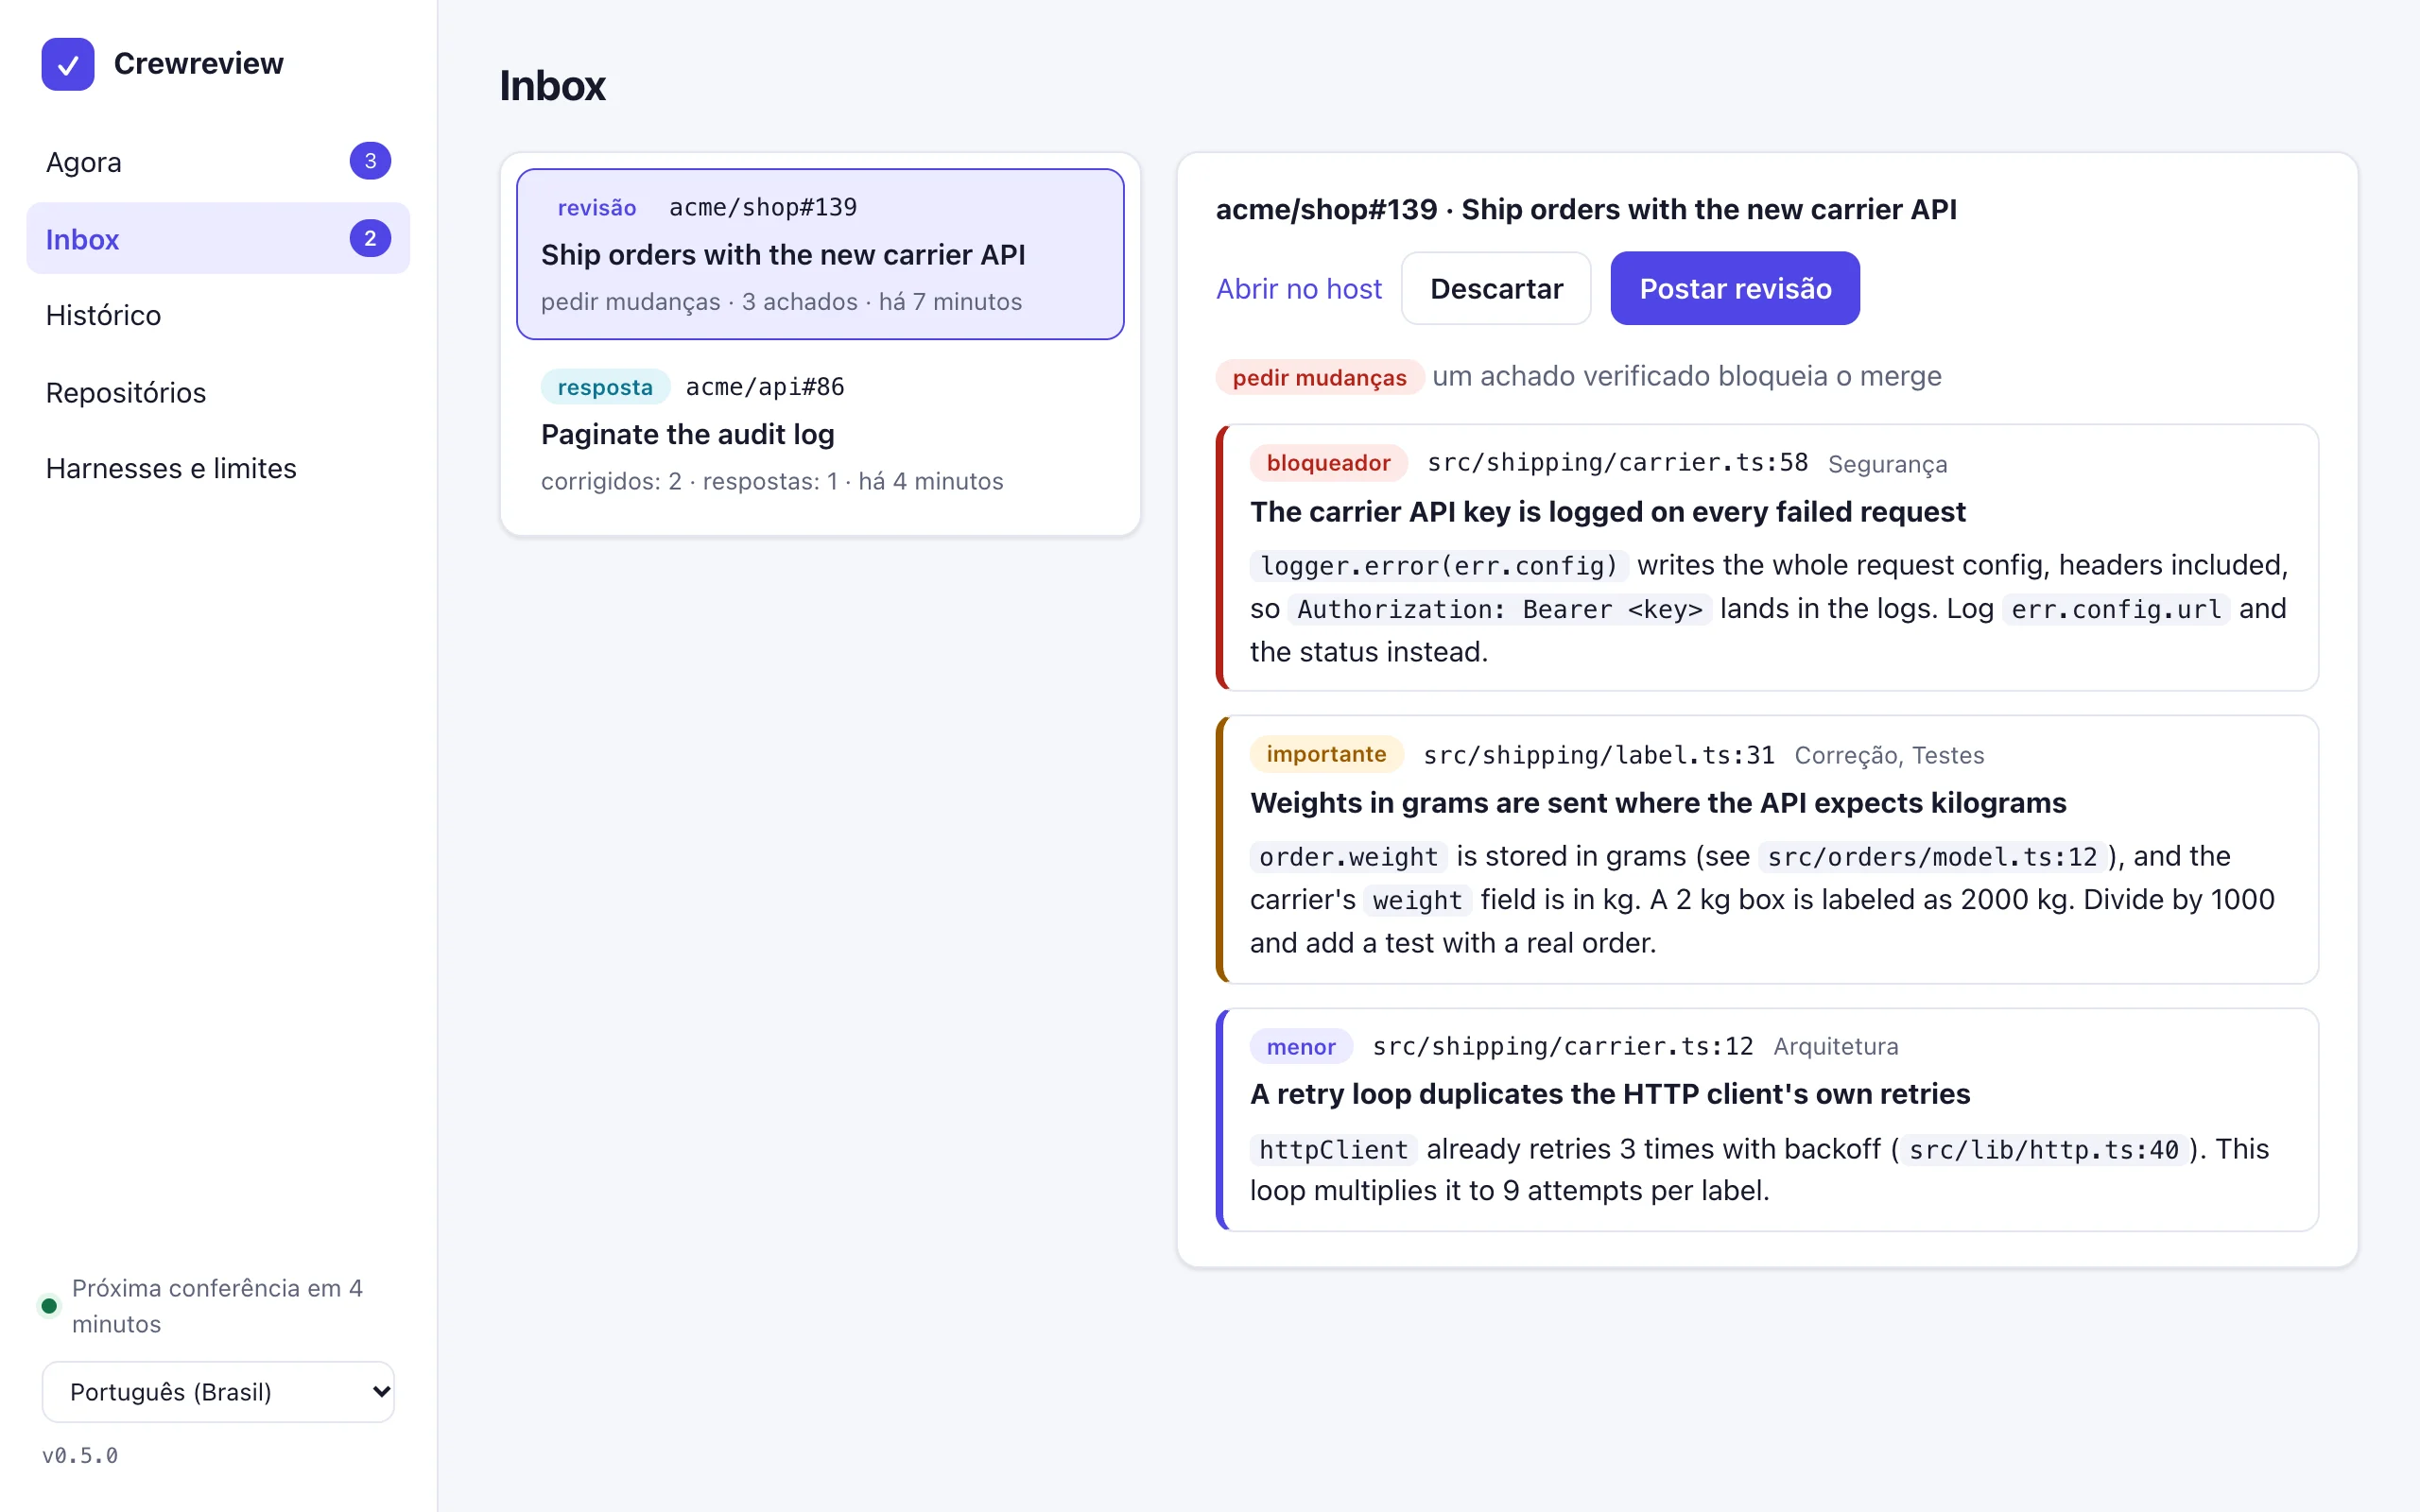 Crewreview
Agora 3
Inbox 2
Histórico
Repositórios
Harnesses e limites
Próxima conferência em 4
minutos
Português (Brasil)
v0.5.0
Inbox
revisão acme/shop#139
Ship orders with the new carrier API
pedir mudanças · 3 achados · há 7 minutos
resposta acme/api#86
Paginate the audit log
corrigidos: 2 · respostas: 1 · há 4 minutos
acme/shop#139 · Ship orders with the new carrier API
Abrir no host Descartar Postar revisão
pedir mudanças um achado verificado bloqueia o merge
bloqueador src/shipping/carrier.ts:58 Segurança
The carrier API key is logged on every failed request
logger.error(err.config) writes the whole request config, headers included,
so Authorization: Bearer <key> lands in the logs. Log err.config.url and
the status instead.
importante src/shipping/label.ts:31 Correção, Testes
Weights in grams are sent where the API expects kilograms
order.weight is stored in grams (see src/orders/model.ts:12), and the
carrier's weight field is in kg. A 2 kg box is labeled as 2000 kg. Divide by 1000
and add a test with a real order.
menor src/shipping/carrier.ts:12 Arquitetura
A retry loop duplicates the HTTP client's own retries
httpClient already retries 3 times with backoff (src/lib/http.ts:40). This
loop multiplies it to 9 attempts per label.